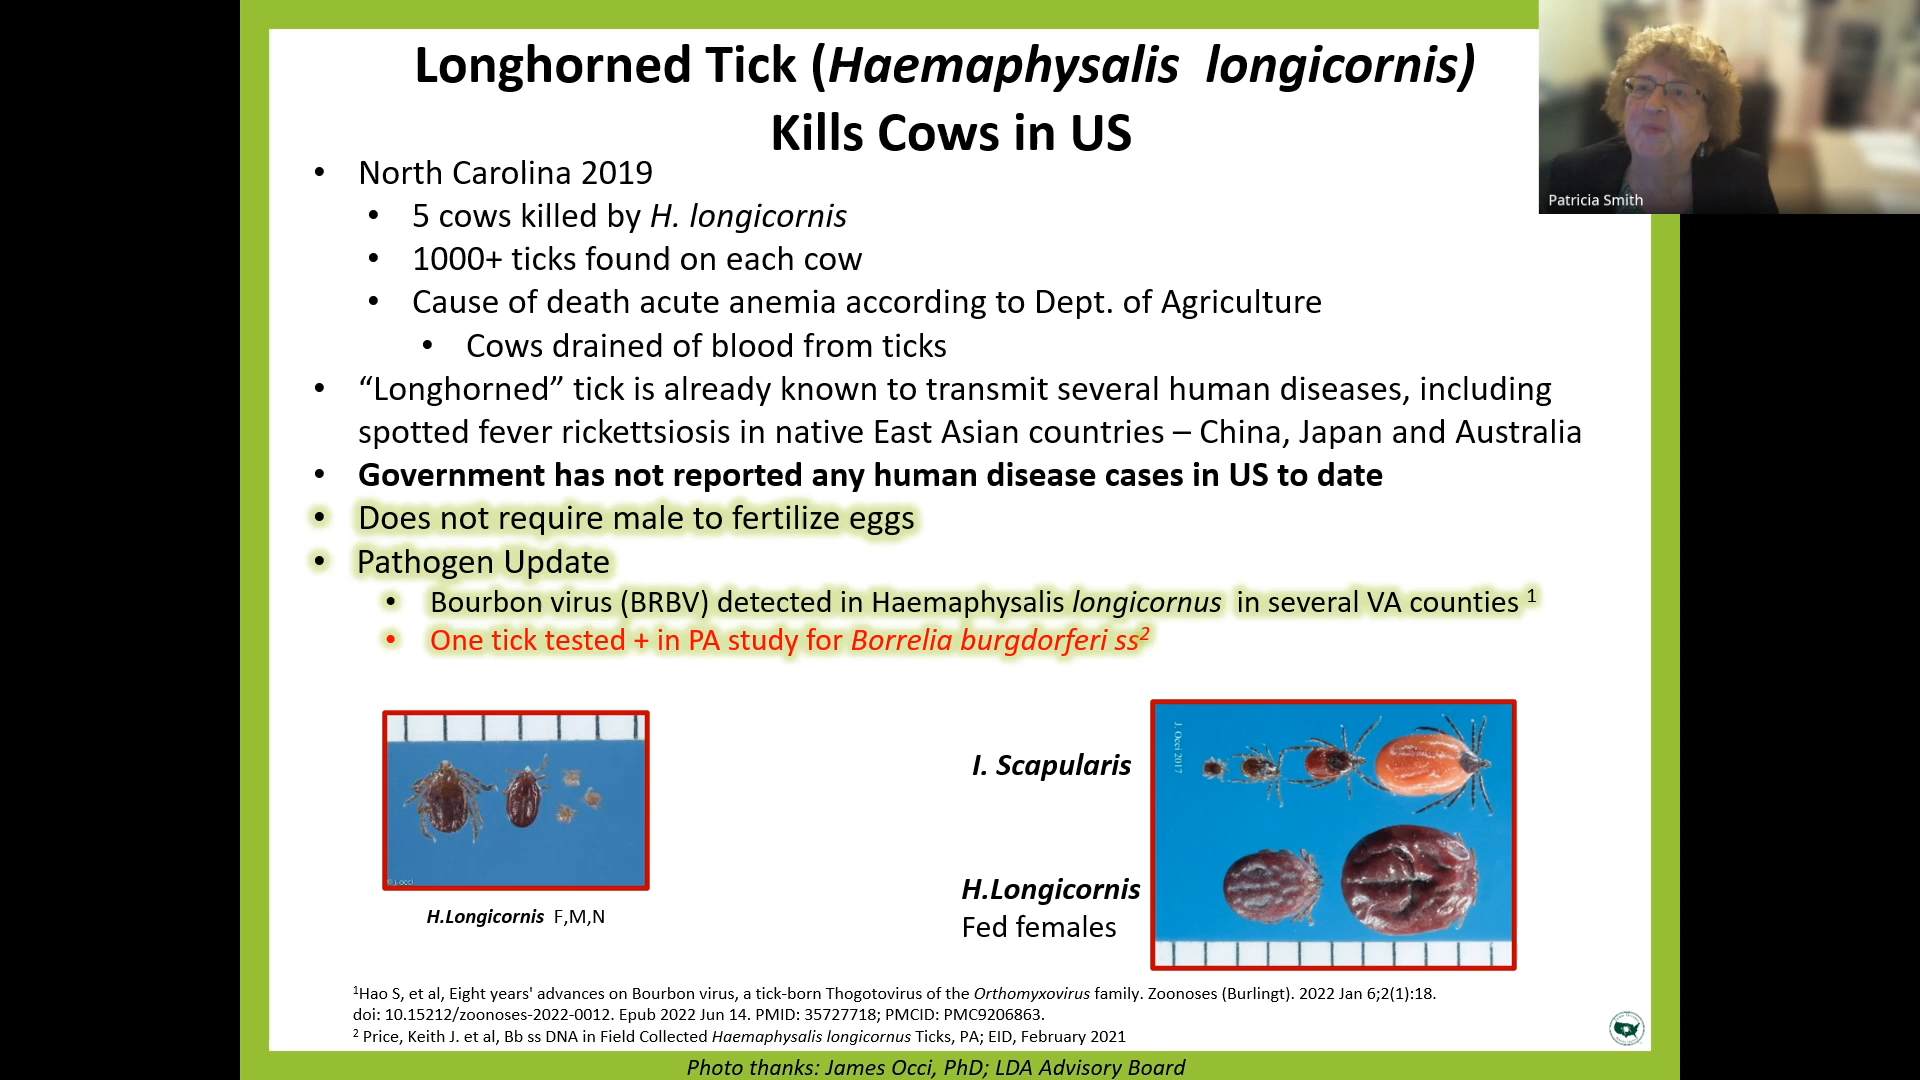 Longhorned Tick (Haemaphysalis longicornis)
Kills Cows in US
Patricia Smith
• North Carolina 2019
• 5 cows killed by H. longicornis
• 1000+ ticks found on each cow
• Cause of death acute anemia according to Dept. of Agriculture
• Cows drained of blood from ticks
• “Longhorned” tick is already known to transmit several human diseases, including
spotted fever rickettsiosis in native East Asian countries – China, Japan and Australia
• Government has not reported any human disease cases in US to date
• Does not require male to fertilize eggs
• Pathogen Update
• Bourbon virus (BRBV) detected in Haemaphysalis longicornus in several VA counties 1
• One tick tested + in PA study for Borrelia burgdorferi ss2
J. Occi 2017
I. Scapularis
H.Longicornis
Fed females
© J. Occi
H.Longicornis F,M,N
1Hao S, et al, Eight years' advances on Bourbon virus, a tick-born Thogotovirus of the Orthomyxovirus family. Zoonoses (Burlingt). 2022 Jan 6;2(1):18.
doi: 10.15212/zoonoses-2022-0012. Epub 2022 Jun 14. PMID: 35727718; PMCID: PMC9206863.
2 Price, Keith J. et al, Bb ss DNA in Field Collected Haemaphysalis longicornus Ticks, PA; EID, February 2021
Photo thanks: James Occi, PhD; LDA Advisory Board